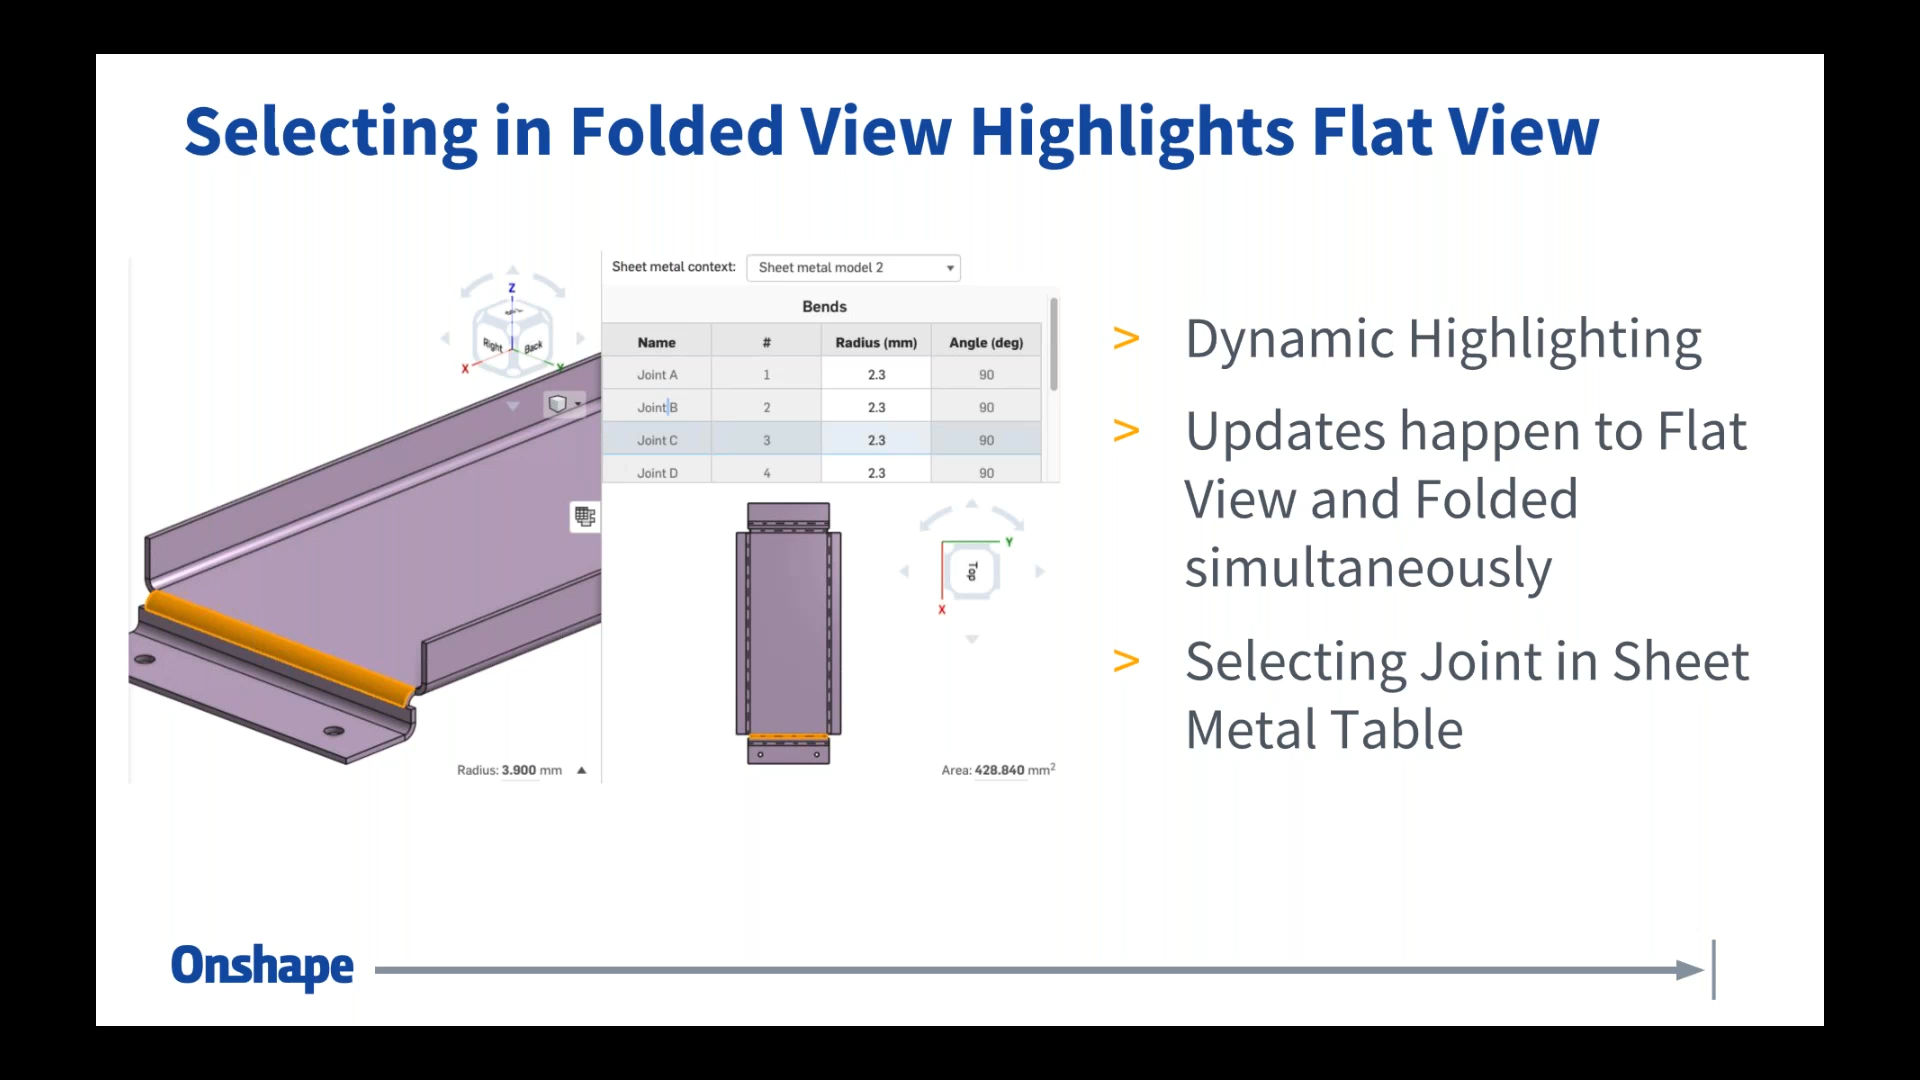 Selecting in Folded View Highlights Flat View
Sheet metal context: Sheet metal model 2
Bends
Name # Radius (mm) Angle (deg)
Joint A 1 2.3 90
Joint B 2 2.3 90
Joint C 3 2.3 90
Joint D 4 2.3 90
Z
Right Back
X Y
Y
Top
X
Radius: 3.900 mm
Area: 428.840 mm²
> Dynamic Highlighting
> Updates happen to Flat
View and Folded
simultaneously
> Selecting Joint in Sheet
Metal Table
Onshape